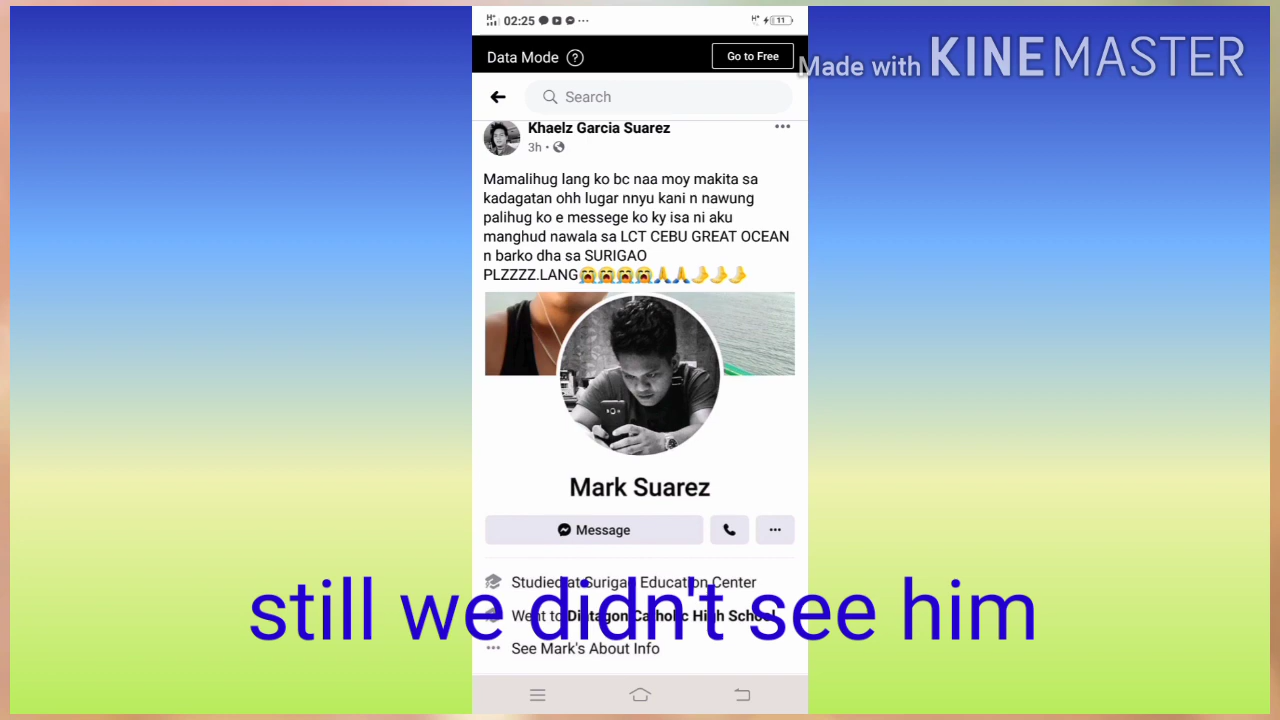 02:25
11
Data Mode
Go to Free
Made with KINEMASTER
Search
Khaelz Garcia Suarez
3h
Mamalihug lang ko bc naa moy makita sa
kadagatan ohh lugar nnyu kani n nawung
palihug ko e messege ko ky isa ni aku
manghud nawala sa LCT CEBU GREAT OCEAN
n barko dha sa SURIGAO
PLZZZZ.LANG😭😭😭😭🙏🙏🤌🤌🤌
Mark Suarez
Message
Studied at Surigao Education Center
Went to Diatagon Catholic High School
still we didn't see him
See Mark's About Info